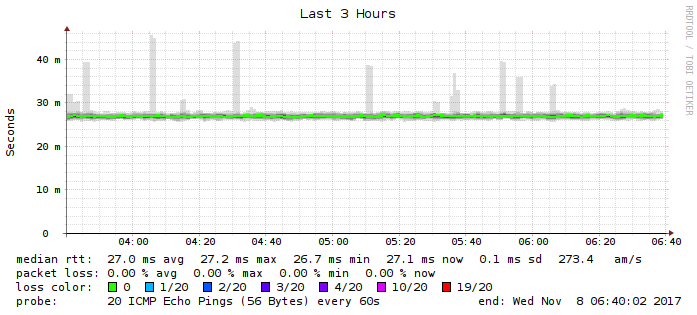 Last 3 Hours
RRDTOOL / TOBI OETIKER
Seconds
40 m
30 m
20 m
10 m
0
04:00 04:20 04:40 05:00 05:20 05:40 06:00 06:20 06:40
median rtt: 27.0 ms avg 27.2 ms max 26.7 ms min 27.1 ms now 0.1 ms sd 273.4 am/s
packet loss: 0.00 % avg 0.00 % max 0.00 % min 0.00 % now
loss color: 0 1/20 2/20 3/20 4/20 10/20 19/20
probe: 20 ICMP Echo Pings (56 Bytes) every 60s end: Wed Nov 8 06:40:02 2017